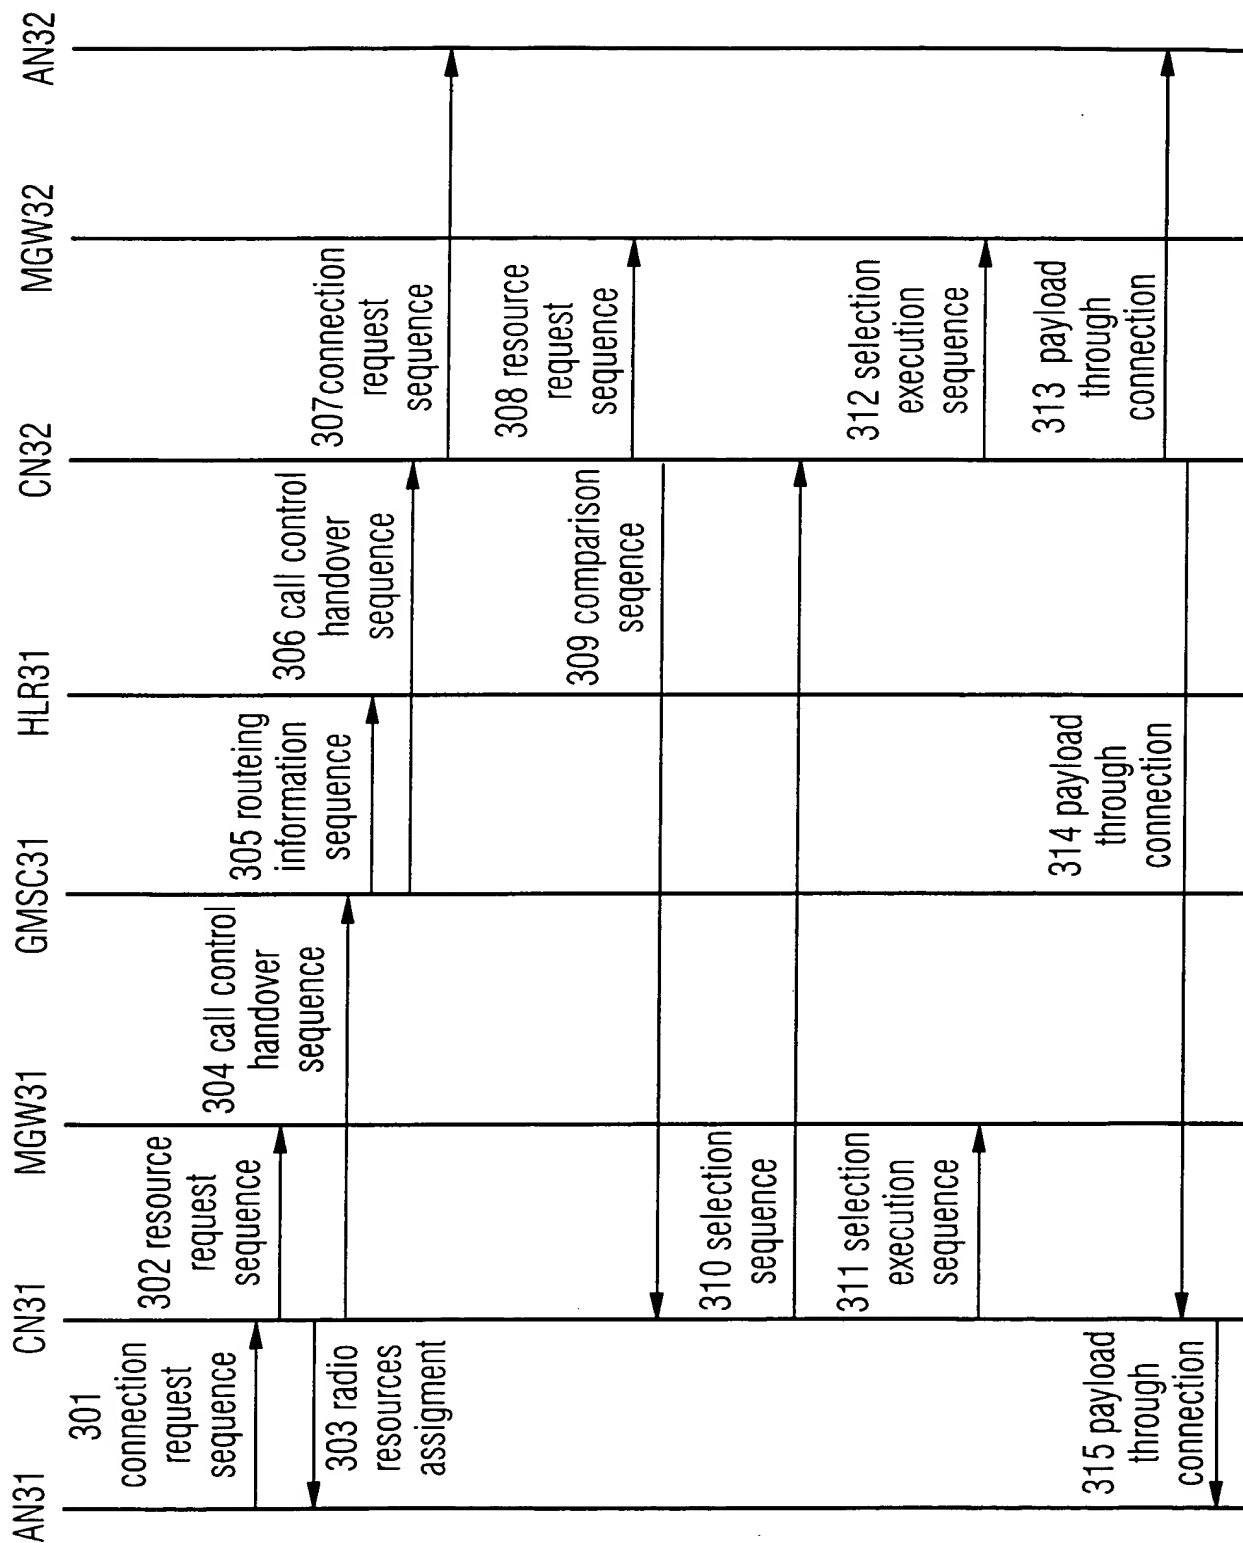 AN31
CN31
MGW31
GMSC31
HLR31
CN32
MGW32
AN32
301
connection
request
sequence
302 resource
request
sequence
303 radio
resources
assigment
304 call control
handover
sequence
305 routeing
information
sequence
306 call control
handover
sequence
307connection
request
sequence
308 resource
request
sequence
309 comparison
seqence
310 selection
sequence
311 selection
execution
sequence
312 selection
execution
sequence
313 payload
through
connection
314 payload
through
connection
315 payload
through
connection